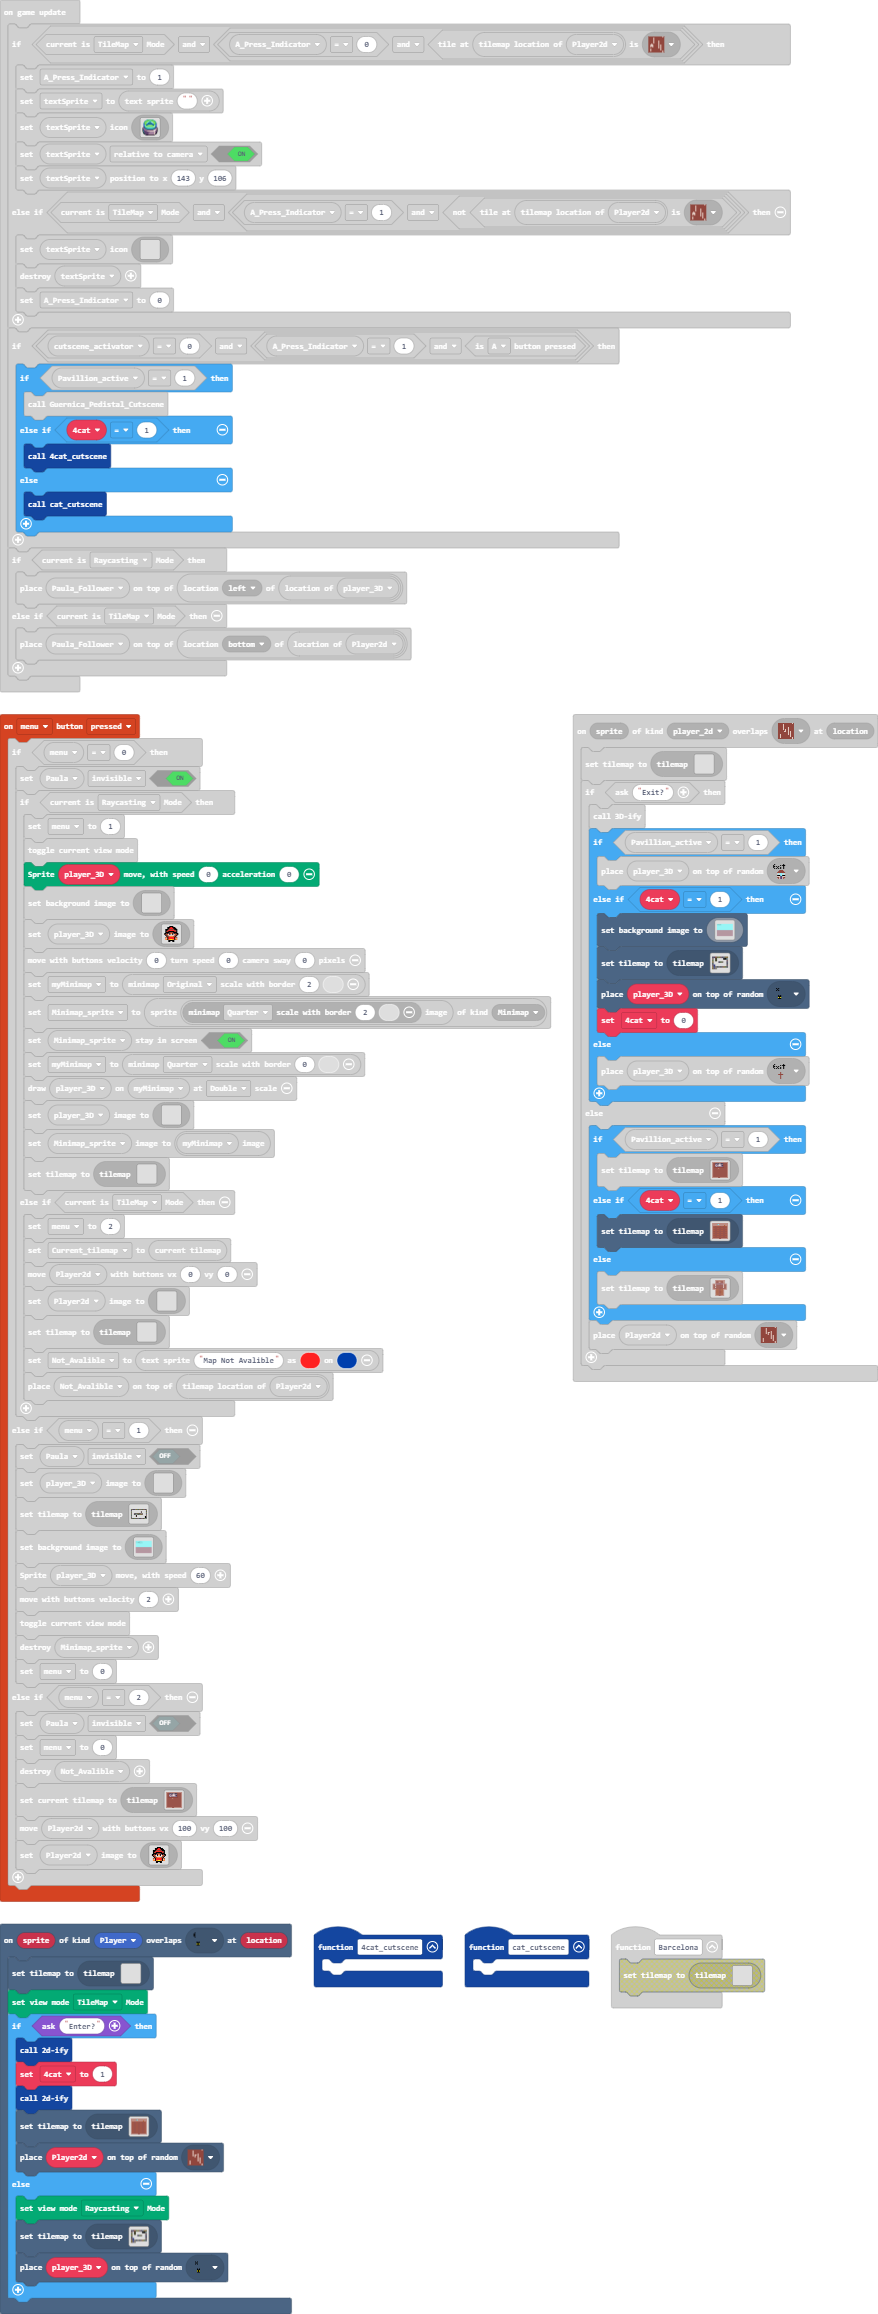 on game update
if current is TileMap Mode and A_Press_Indicator = 0 and tile at tilemap location of Player2d is then
set A_Press_Indicator to 1
set textSprite to text sprite " "
set textSprite icon
set textSprite relative to camera ON
set textSprite position to x 143 y 106
else if current is TileMap Mode and A_Press_Indicator = 1 and not tile at tilemap location of Player2d is then
set textSprite icon
destroy textSprite
set A_Press_Indicator to 0
if cutscene_activator = 0 and A_Press_Indicator = 1 and is A button pressed then
if Pavillion_active = 1 then
call Guernica_Pedistal_Cutscene
else if 4cat = 1 then
call 4cat_cutscene
else
call cat_cutscene
if current is Raycasting Mode then
place Paula_Follower on top of location left of location of player_3D
else if current is TileMap Mode then
place Paula_Follower on top of location bottom of location of Player2d
on menu button pressed
if menu = 0 then
set Paula invisible ON
if current is Raycasting Mode then
set menu to 1
toggle current view mode
Sprite player_3D move, with speed 0 acceleration 0
set background image to
set player_3D image to
move with buttons velocity 0 turn speed 0 camera sway 0 pixels
set myMinimap to minimap Original scale with border 2
set Minimap_sprite to sprite minimap Quarter scale with border 2 image of kind Minimap
set Minimap_sprite stay in screen ON
set myMinimap to minimap Quarter scale with border 0
draw player_3D on myMinimap at Double scale
set player_3D image to
set Minimap_sprite image to myMinimap image
set tilemap to tilemap
else if current is TileMap Mode then
set menu to 2
set Current_tilemap to current tilemap
move Player2d with buttons vx 0 vy 0
set Player2d image to
set tilemap to tilemap
set Not_Avalible to text sprite "Map Not Avalible" as on
place Not_Avalible on top of tilemap location of Player2d
else if menu = 1 then
set Paula invisible OFF
set player_3D image to
set tilemap to tilemap
set background image to
Sprite player_3D move, with speed 60
move with buttons velocity 2
toggle current view mode
destroy Minimap_sprite
set menu to 0
else if menu = 2 then
set Paula invisible OFF
set menu to 0
destroy Not_Avalible
set current tilemap to tilemap
move Player2d with buttons vx 100 vy 100
set Player2d image to
on sprite of kind player_2d overlaps at location
set tilemap to tilemap
if ask "Exit?" then
call 3D-ify
if Pavillion_active = 1 then
place player_3D on top of random Exit
else if 4cat = 1 then
set background image to
set tilemap to tilemap
place player_3D on top of random
set 4cat to 0
else
place player_3D on top of random Exit
else
if Pavillion_active = 1 then
set tilemap to tilemap
else if 4cat = 1 then
set tilemap to tilemap
else
set tilemap to tilemap
place Player2d on top of random
on sprite of kind Player overlaps at location
set tilemap to tilemap
set view mode TileMap Mode
if ask "Enter?" then
call 2d-ify
set 4cat to 1
call 2d-ify
set tilemap to tilemap
place Player2d on top of random
else
set view mode Raycasting Mode
set tilemap to tilemap
place player_3D on top of random
function 4cat_cutscene
function cat_cutscene
function Barcelona
set tilemap to tilemap